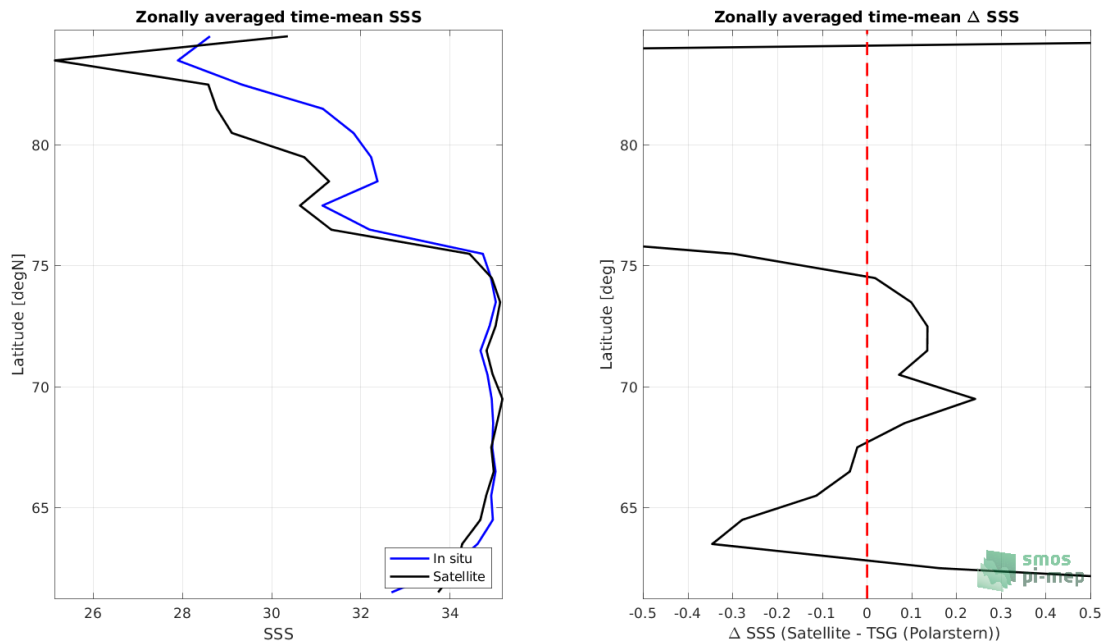 Zonally averaged time-mean SSS
Latitude [degN]
80
75
70
65
26 28 30 32 34
SSS
In situ
Satellite
Zonally averaged time-mean Δ SSS
Latitude [deg]
80
75
70
65
-0.5 -0.4 -0.3 -0.2 -0.1 0 0.1 0.2 0.3 0.4 0.5
Δ SSS (Satellite - TSG (Polarstern))
smos
pi-mep